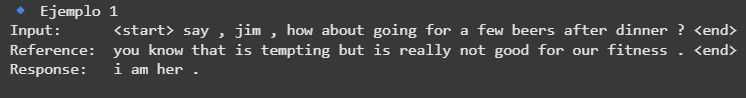 🔹 Ejemplo 1
Input: <start> say , jim , how about going for a few beers after dinner ? <end>
Reference: you know that is tempting but is really not good for our fitness . <end>
Response: i am her .